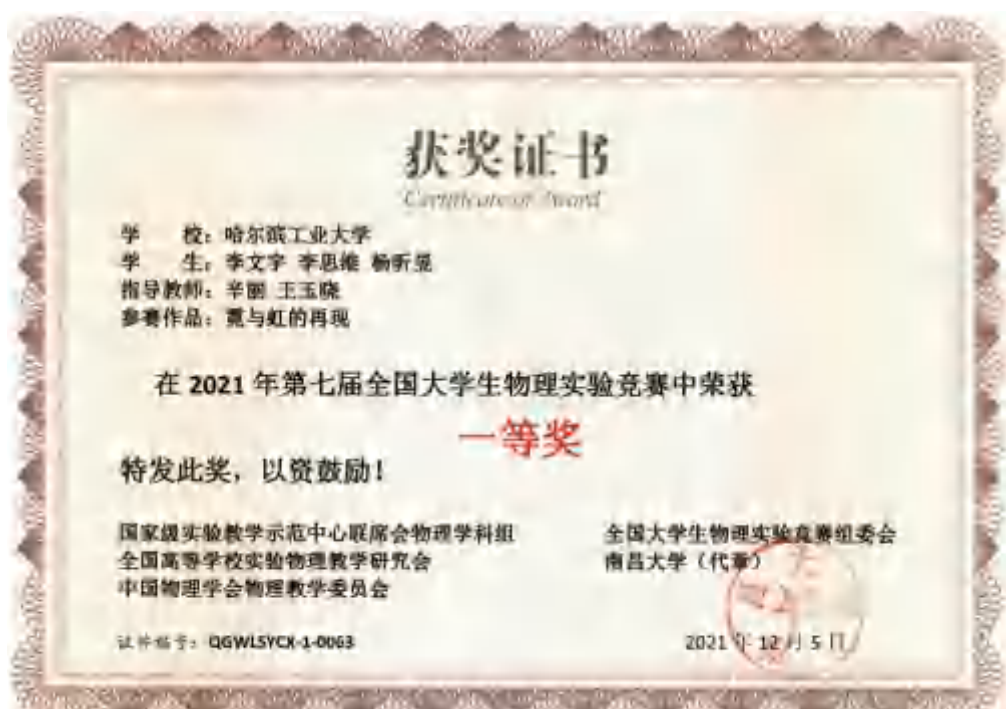 获奖证书
Certificate of Award
学 校：哈尔滨工业大学
学 生：李文宇 李思维 杨昕昱
指导教师：辛丽 王玉晓
参赛作品：霓与虹的再现
在 2021 年第七届全国大学生物理实验竞赛中荣获
一等奖
特发此奖，以资鼓励！
国家级实验教学示范中心联席会物理学科组
全国高等学校实验物理教学研究会
中国物理学会物理教学委员会
全国大学生物理实验竞赛组委会
南昌大学（代章）
证书编号：QGWLSYCX-1-0063
2021 年 12 月 5 日